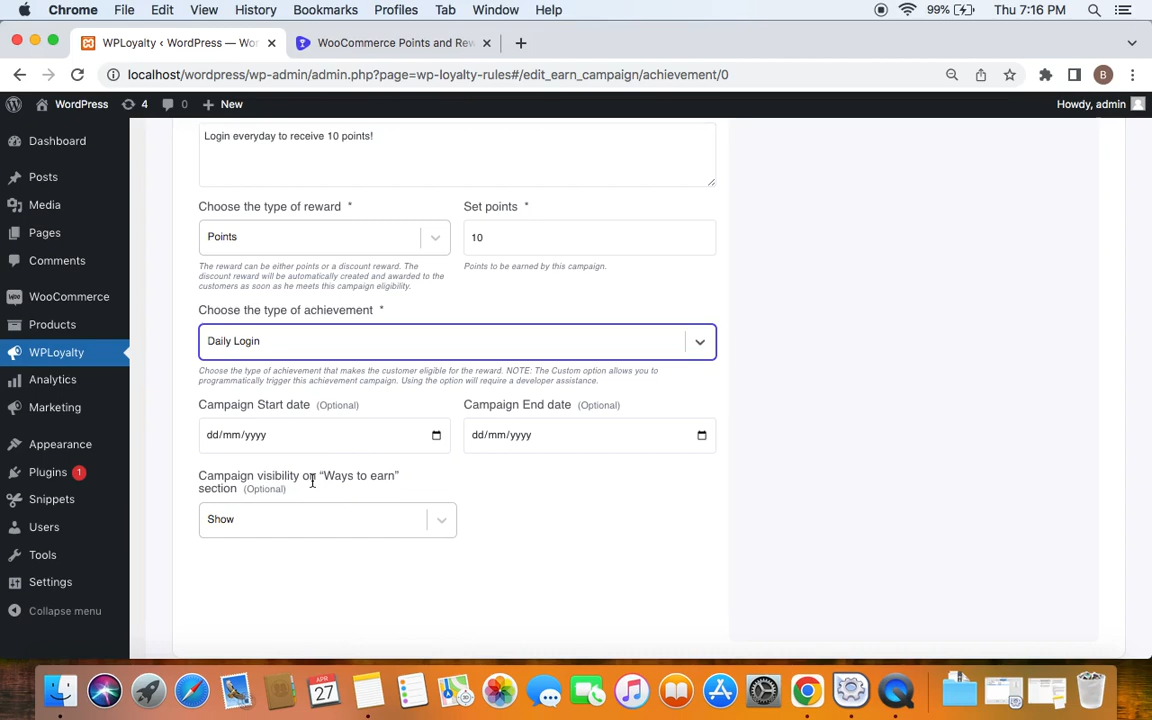 Chrome File Edit View History Bookmarks Profiles Tab Window Help 99% Thu 7:16 PM
WPLoyalty ‹ WordPress — Wor WooCommerce Points and Rew
localhost/wordpress/wp-admin/admin.php?page=wp-loyalty-rules#/edit_earn_campaign/achievement/0 B
WordPress 4 0 New Howdy, admin
Dashboard
Posts
Media
Pages
Comments
WooCommerce
Products
WPLoyalty
Analytics
Marketing
Appearance
Plugins 1
Snippets
Users
Tools
Settings
Collapse menu
Login everyday to receive 10 points!
Choose the type of reward * Set points *
Points 10
The reward can be either points or a discount reward. The Points to be earned by this campaign.
discount reward will be automatically created and awarded to the
customers as soon as he meets this campaign eligibility.
Choose the type of achievement *
Daily Login
Choose the type of achievement that makes the customer eligible for the reward. NOTE: The Custom option allows you to
programmatically trigger this achievement campaign. Using the option will require a developer assistance.
Campaign Start date (Optional) Campaign End date (Optional)
dd/mm/yyyy dd/mm/yyyy
Campaign visibility on “Ways to earn”
section (Optional)
Show
APR
27